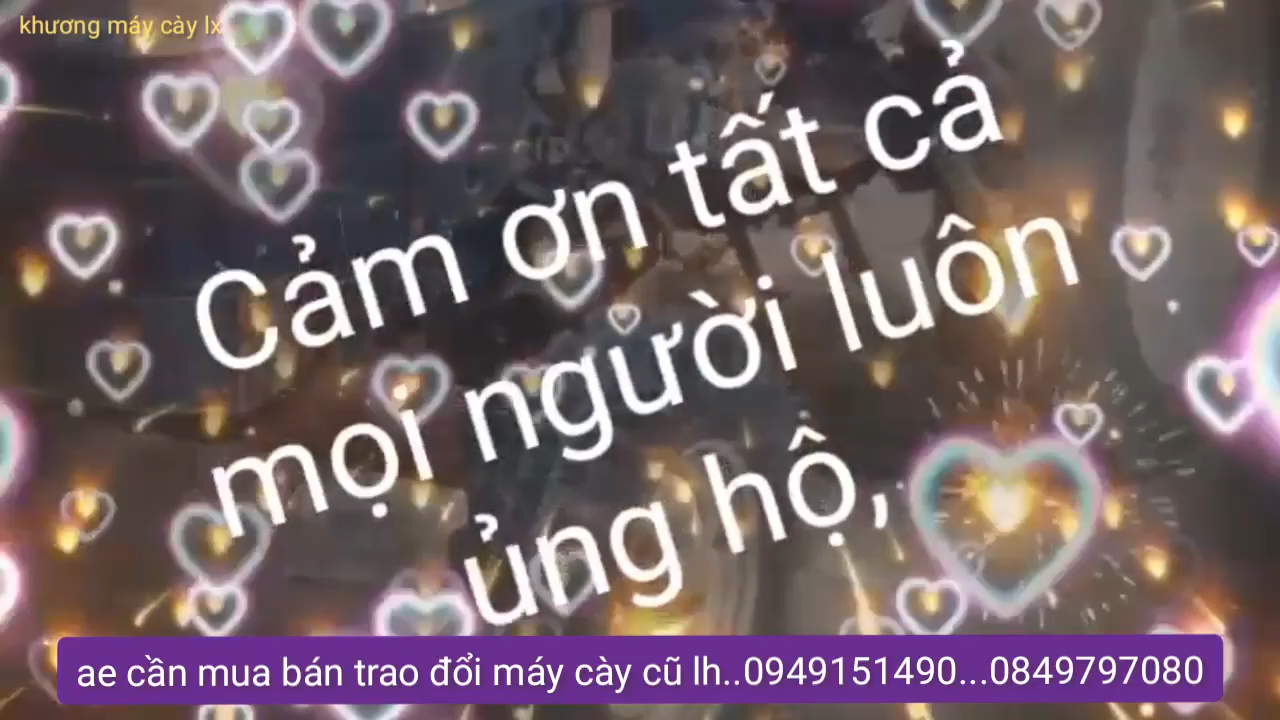 khương máy cày lx
Cảm ơn tất cả
mọi người luôn
ủng hộ,
ae cần mua bán trao đổi máy cày cũ lh..0949151490...0849797080